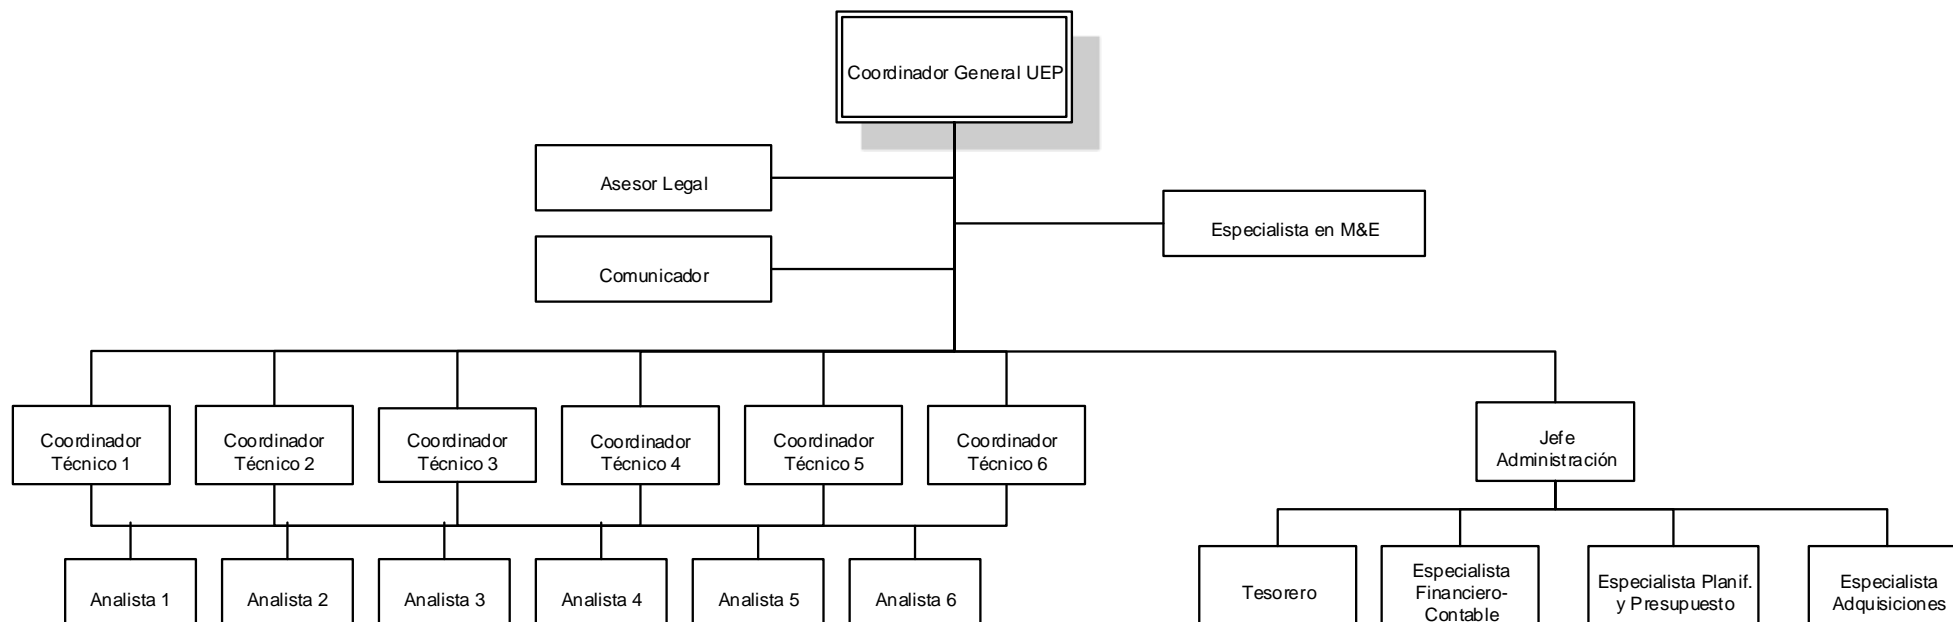 Coordinador General UEP
Asesor Legal
Especialista en M&E
Comunicador
Coordinador
Técnico 1
Coordinador
Técnico 2
Coordinador
Técnico 3
Coordinador
Técnico 4
Coordinador
Técnico 5
Coordinador
Técnico 6
Jefe
Administración
Analista 1
Analista 2
Analista 3
Analista 4
Analista 5
Analista 6
Tesorero
Especialista
Financiero-
Contable
Especialista Planif.
y Presupuesto
Especialista
Adquisiciones